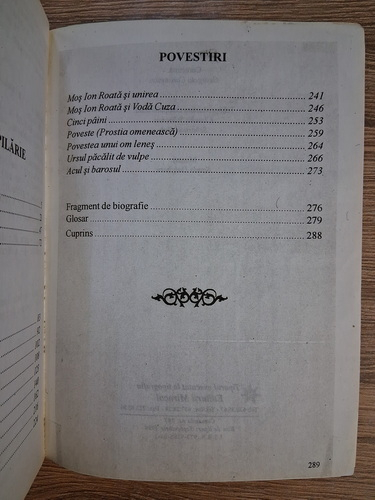 POVESTIRI
Moș Ion Roată și unirea 241
Moș Ion Roată și Vodă Cuza 246
Cinci pâini 253
Poveste (Prostia omenească) 259
Povestea unui om leneș 264
Ursul păcălit de vulpe 266
Acul și barosul 273
Fragment de biografie 276
Glosar 279
Cuprins 288
289